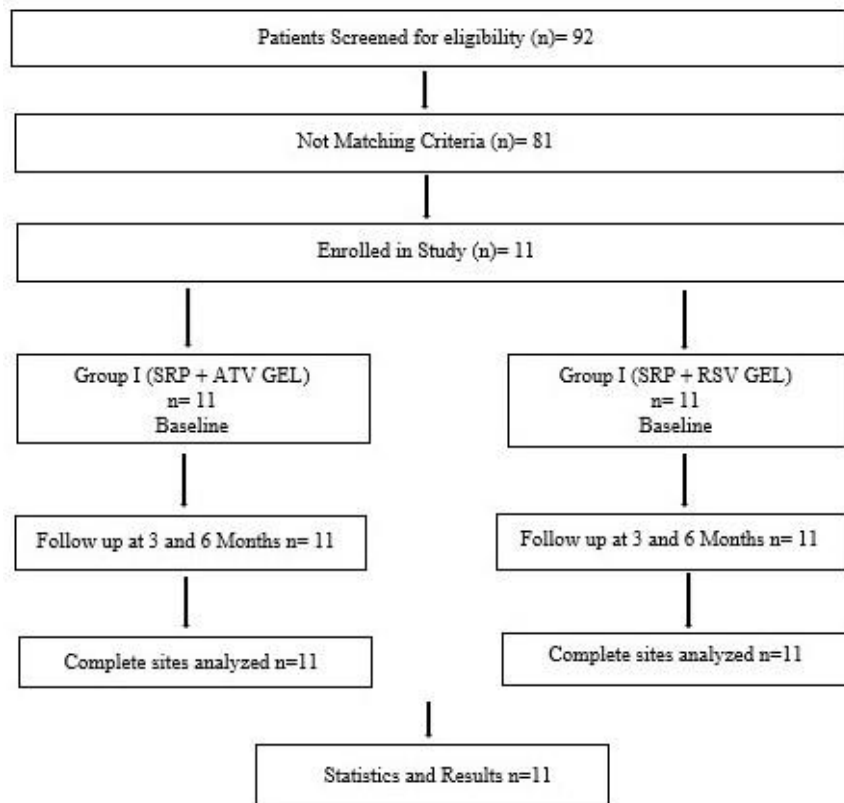 Patients Screened for eligibility (n)= 92
Not Matching Criteria (n)= 81
Enrolled in Study (n)= 11
Group I (SRP + ATV GEL)
n= 11
Baseline
Group I (SRP + RSV GEL)
n= 11
Baseline
Follow up at 3 and 6 Months n= 11
Follow up at 3 and 6 Months n= 11
Complete sites analyzed n=11
Complete sites analyzed n=11
Statistics and Results n=11